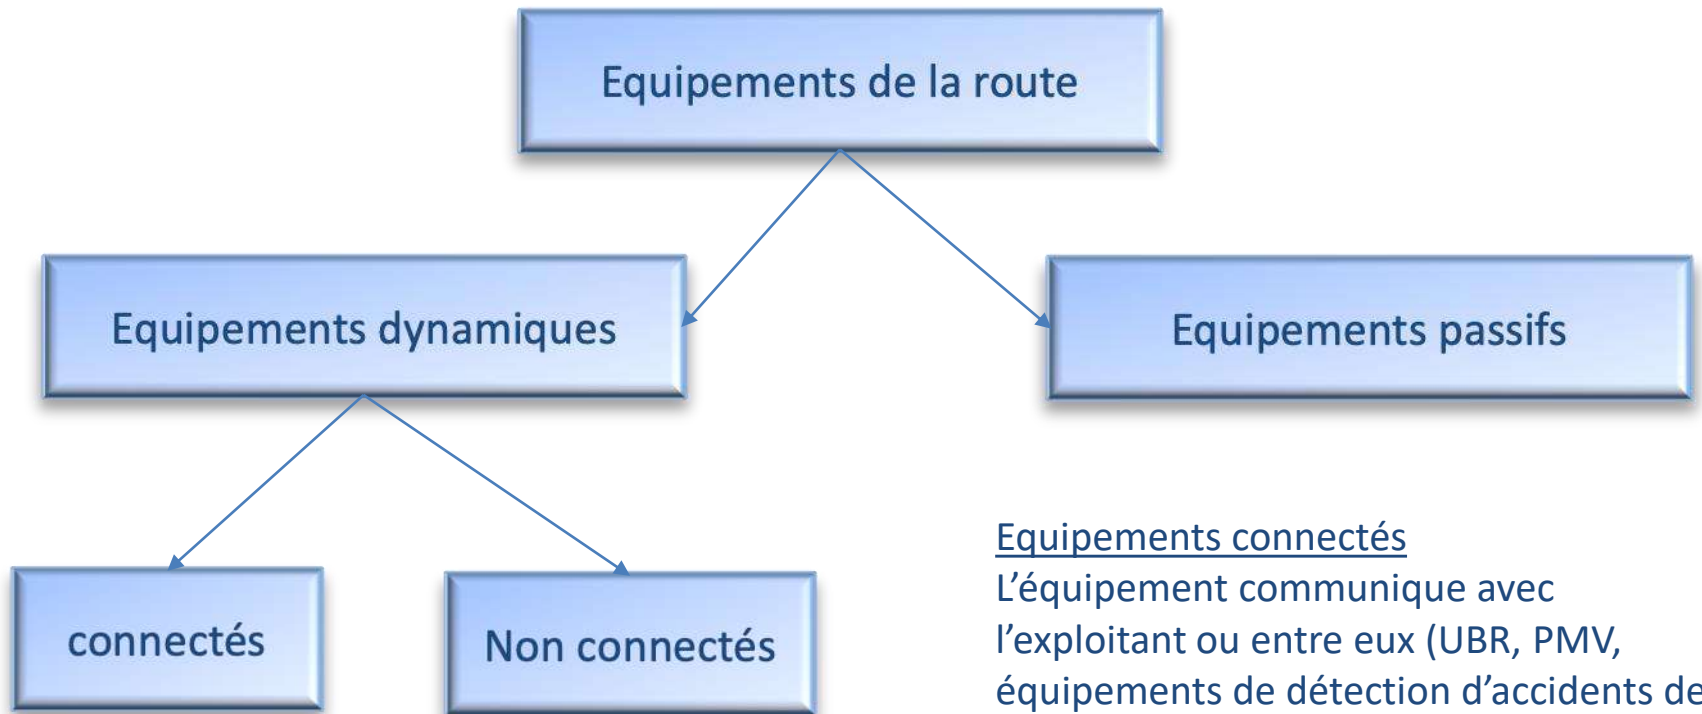 Equipements de la route
Equipements dynamiques
Equipements passifs
connectés
Non connectés
Equipements connectés
L’équipement communique avec
l’exploitant ou entre eux (UBR, PMV,
équipements de détection d’accidents de